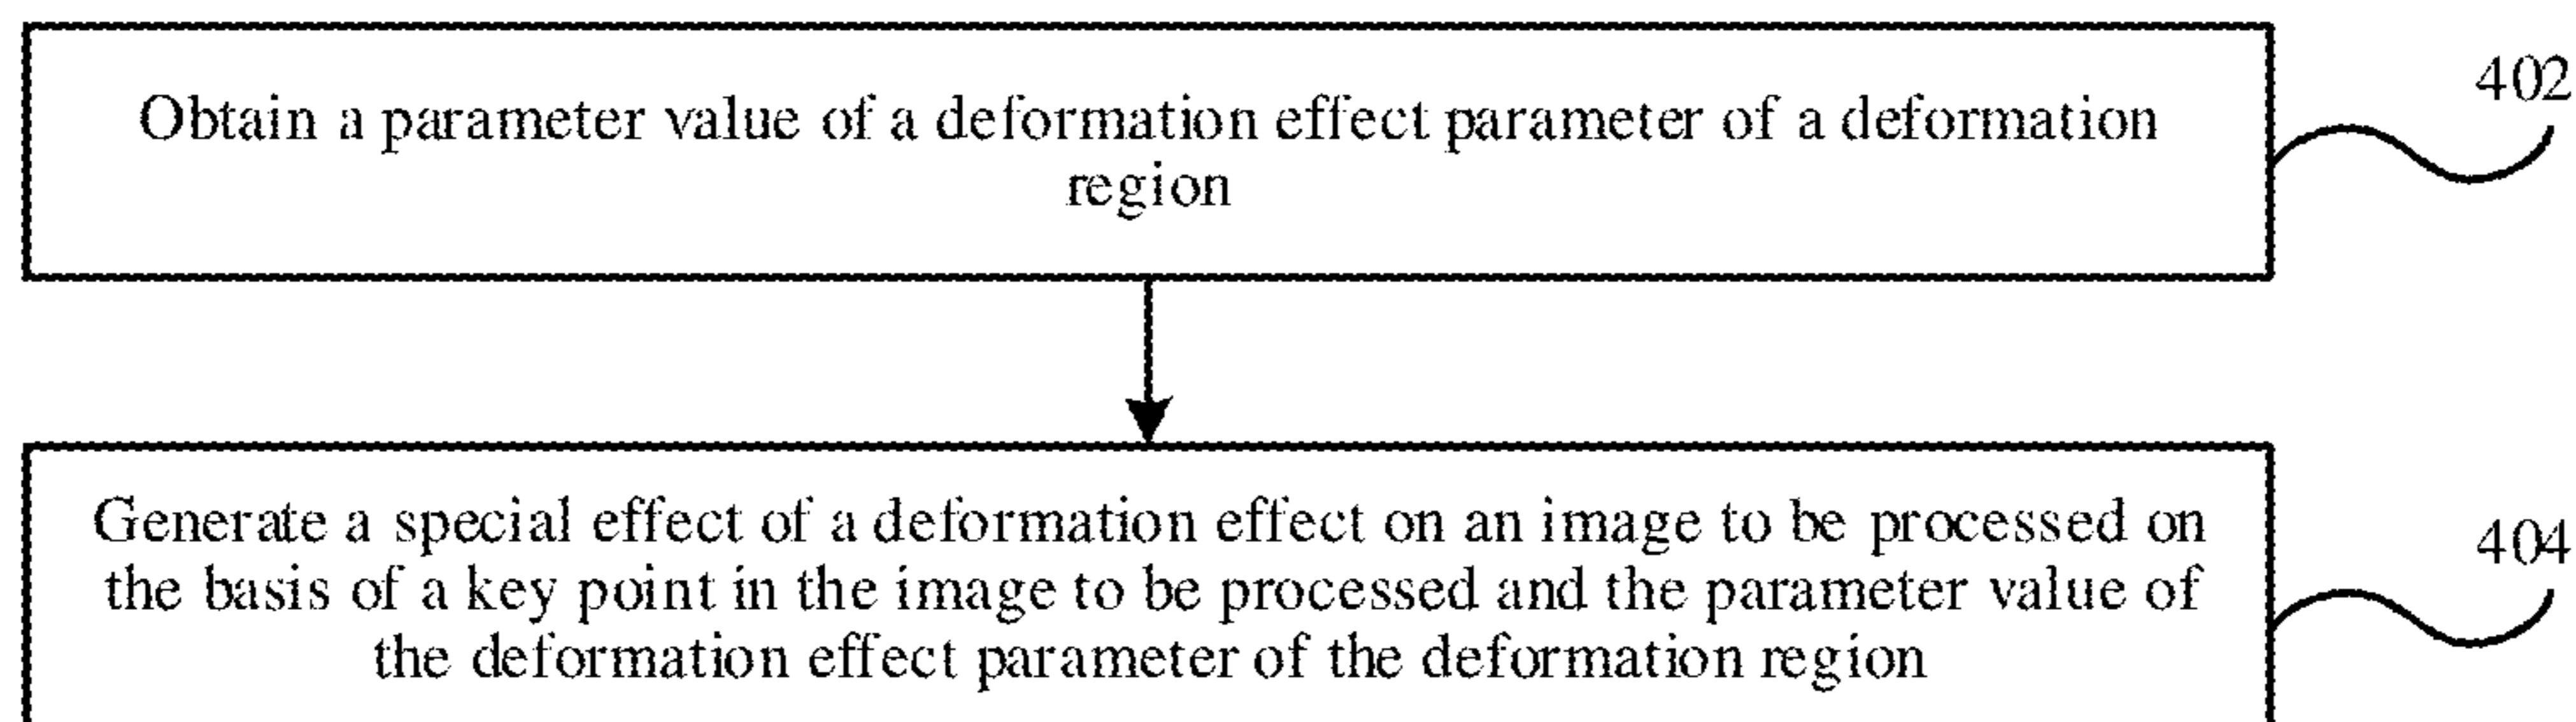 402
Obtain a parameter value of a deformation effect parameter of a deformation
region
Generate a special effect of a deformation effect on an image to be processed on
404
the basis of a key point in the image to be processed and the parameter value of
the deformation effect parameter of the deformation region